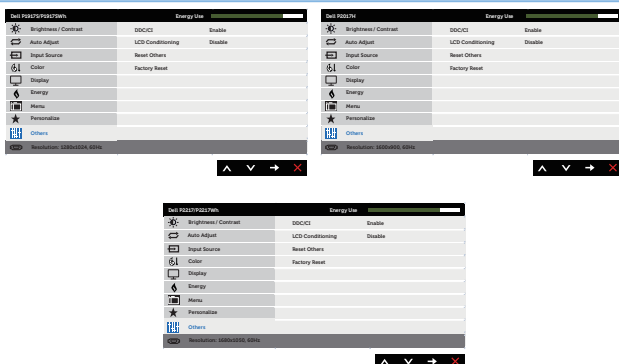 Dell P1917S/P1917SWh Energy Use
Brightness / Contrast DDC/CI Enable
Auto Adjust LCD Conditioning Disable
Input Source Reset Others
Color Factory Reset
Display
Energy
Menu
Personalize
Others
Resolution: 1280x1024, 60Hz
Dell P2017H Energy Use
Brightness / Contrast DDC/CI Enable
Auto Adjust LCD Conditioning Disable
Input Source Reset Others
Color Factory Reset
Display
Energy
Menu
Personalize
Others
Resolution: 1600x900, 60Hz
Dell P2217/P2217Wh Energy Use
Brightness / Contrast DDC/CI Enable
Auto Adjust LCD Conditioning Disable
Input Source Reset Others
Color Factory Reset
Display
Energy
Menu
Personalize
Others
Resolution: 1680x1050, 60Hz